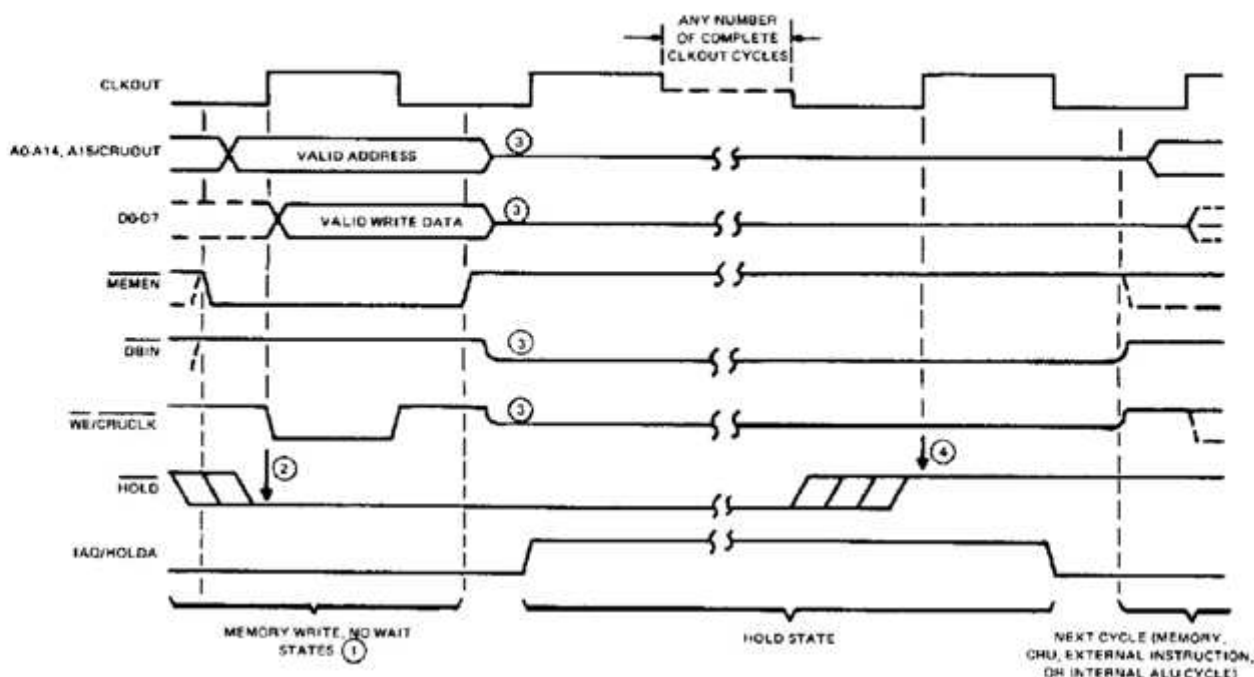 ANY NUMBER
OF COMPLETE
CLKOUT CYCLES
CLKOUT
A0-A14, A15/CRUOUT
VALID ADDRESS
3
D0-D7
VALID WRITE DATA
3
MEMEN
DBIN
3
WE/CRUCLK
3
2
4
HOLD
IAQ/HOLDA
MEMORY WRITE, NO WAIT
STATES 1
HOLD STATE
NEXT CYCLE (MEMORY,
CRU, EXTERNAL INSTRUCTION,
OR INTERNAL ALU CYCLE)